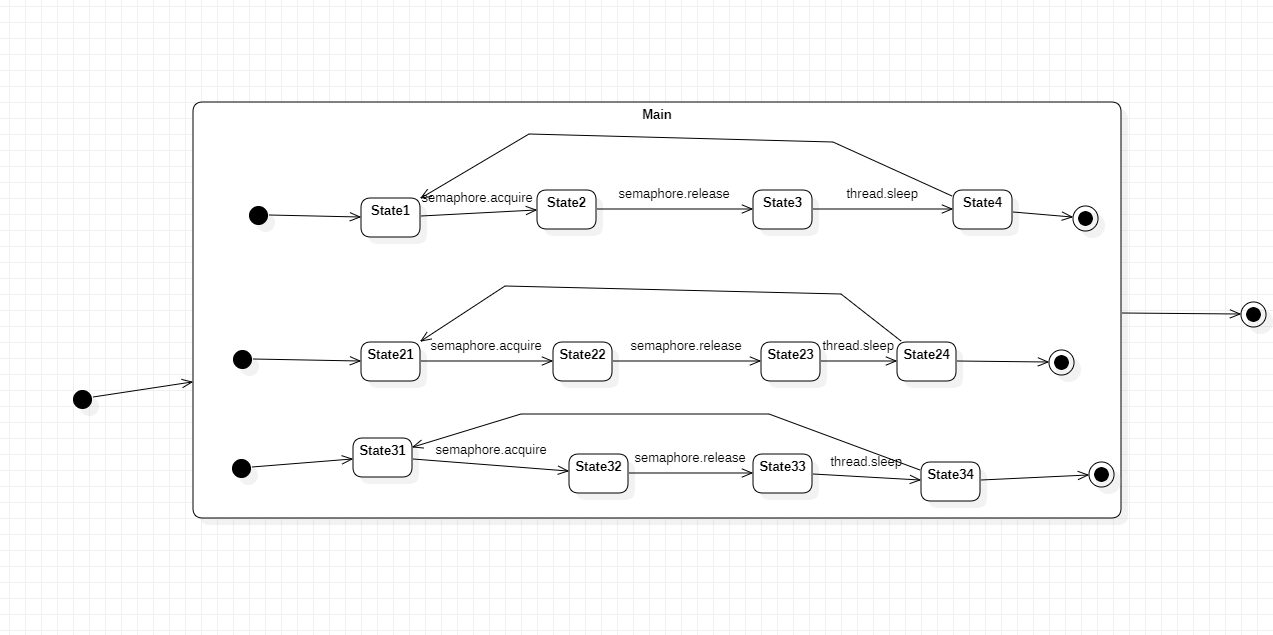 Main
semaphore.release
thread.sleep
semaphore.acquire
State1
State2
State3
State4
semaphore.acquire
semaphore.release
thread.sleep
State21
State22
State23
State24
semaphore.acquire
semaphore.release
thread.sleep
State31
State32
State33
State34